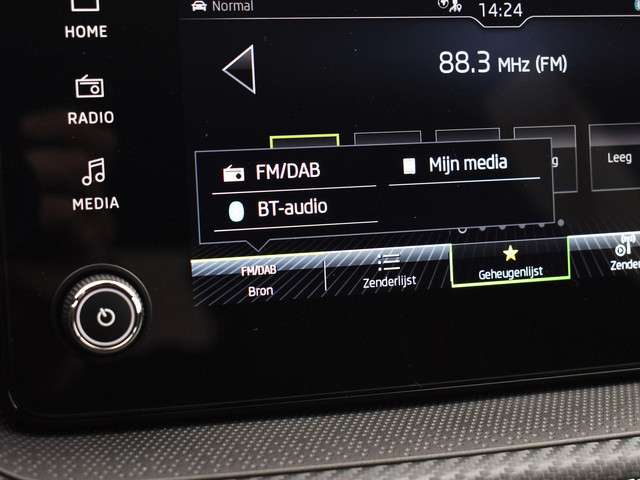 HOME
Normal
14:24
RADIO
88.3 MHz (FM)
MEDIA
FM/DAB
Mijn media
BT-audio
g
Leeg
FM/DAB
Bron
Zenderlijst
Geheugenlijst
Zender